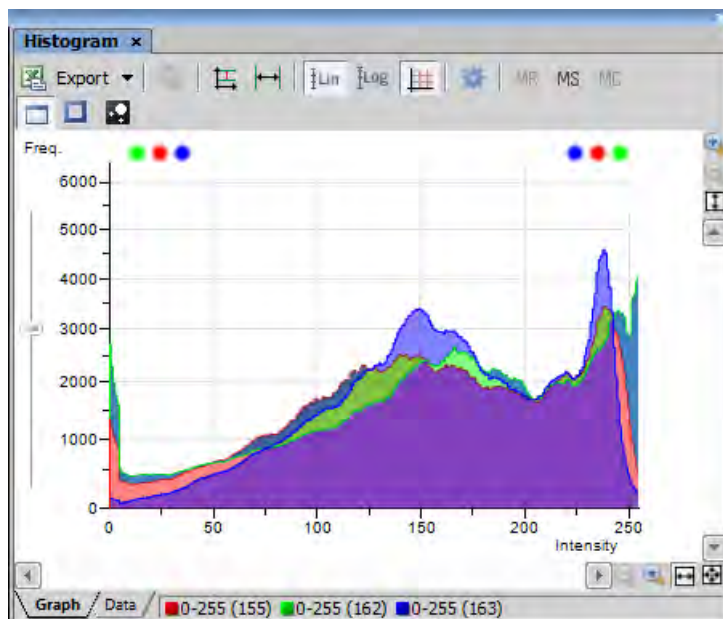 Histogram ×
Export Lin Log MR MS MC
Freq.
6000
5000
4000
3000
2000
1000
0
0 50 100 150 200 250
Intensity
Graph Data 0-255 (155) 0-255 (162) 0-255 (163)